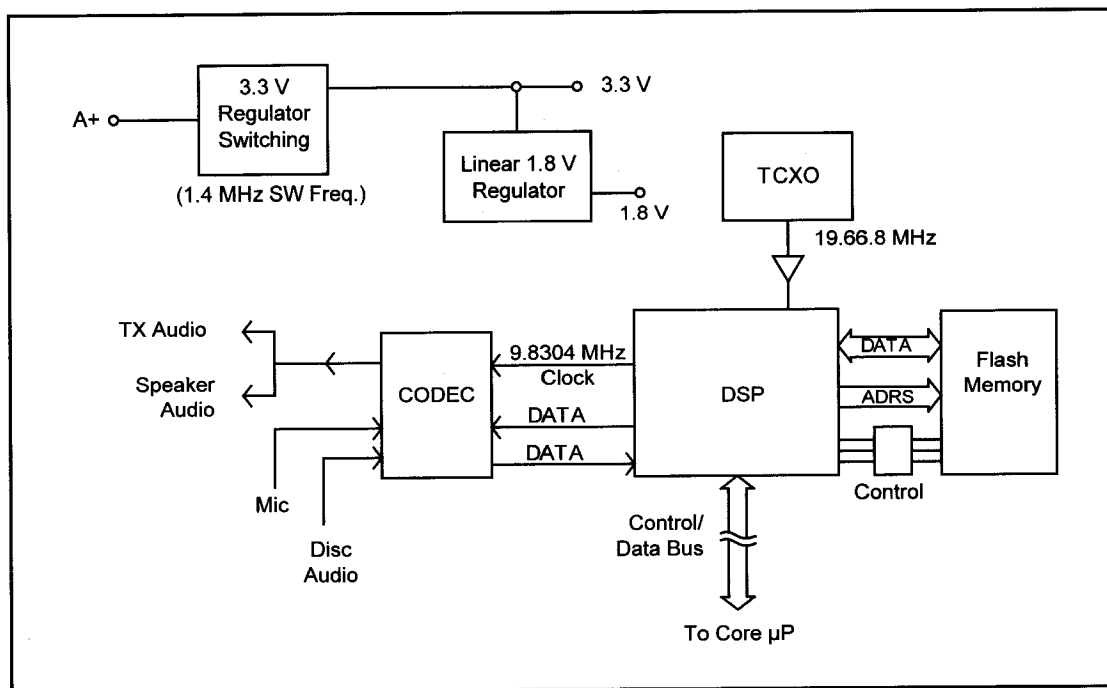 3.3 V
Regulator
Switching
A+
3.3 V
(1.4 MHz SW Freq.)
Linear 1.8 V
Regulator
1.8 V
TCXO
19.66.8 MHz
TX Audio
Speaker
Audio
CODEC
9.8304 MHz
Clock
DATA
DATA
DSP
DATA
ADRS
Flash
Memory
Control
Mic
Disc
Audio
Control/
Data Bus
To Core µP